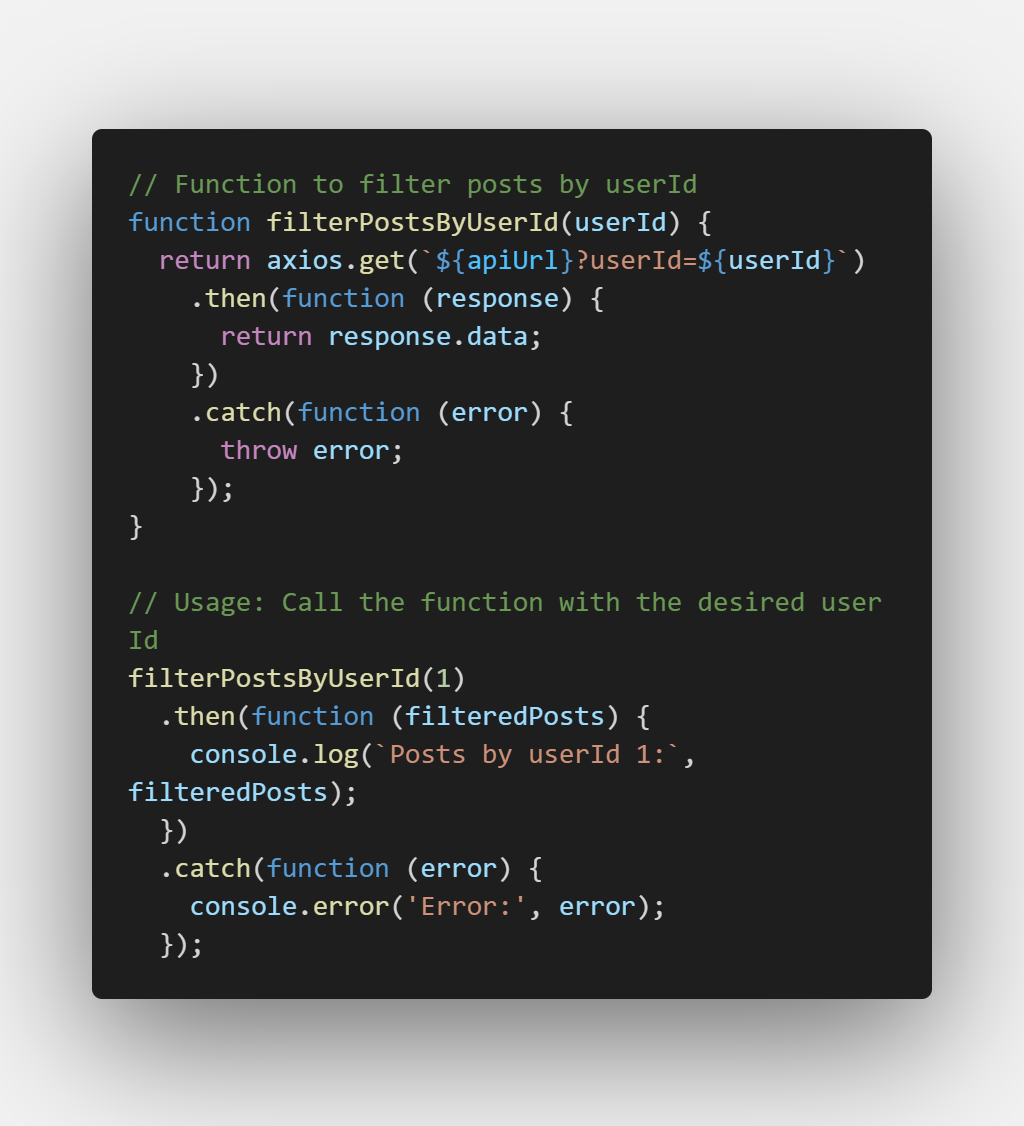 // Function to filter posts by userId
function filterPostsByUserId(userId) {
  return axios.get(`${apiUrl}?userId=${userId}`)
    .then(function (response) {
      return response.data;
    })
    .catch(function (error) {
      throw error;
    });
}

// Usage: Call the function with the desired user
Id
filterPostsByUserId(1)
  .then(function (filteredPosts) {
    console.log(`Posts by userId 1:`,
filteredPosts);
  })
  .catch(function (error) {
    console.error('Error:', error);
  });